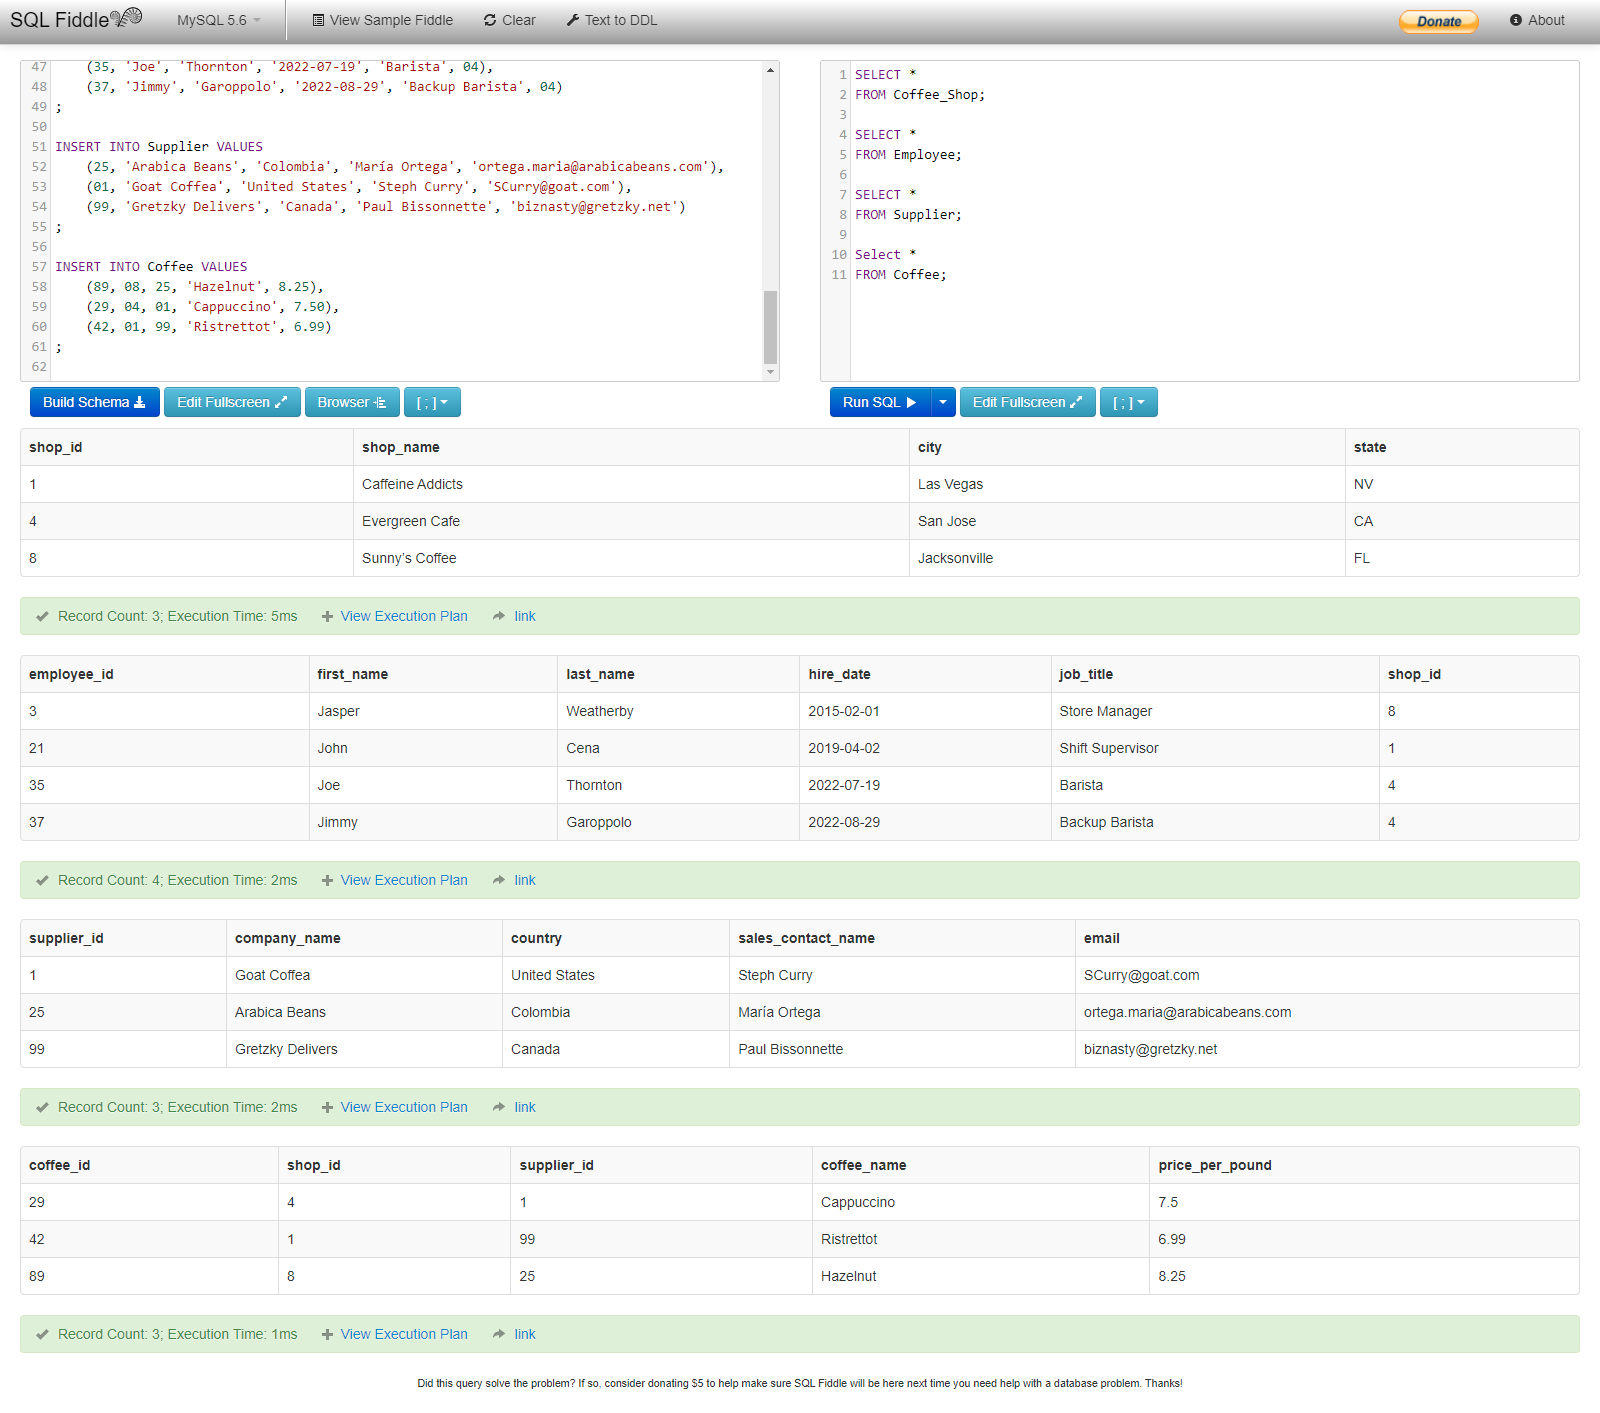 SQL Fiddle MySQL 5.6 View Sample Fiddle Clear Text to DDL Donate About
47 (35, 'Joe', 'Thornton', '2022-07-19', 'Barista', 04),
48 (37, 'Jimmy', 'Garoppolo', '2022-08-29', 'Backup Barista', 04)
49 ;
50
51 INSERT INTO Supplier VALUES
52 (25, 'Arabica Beans', 'Colombia', 'María Ortega', 'ortega.maria@arabicabeans.com'),
53 (01, 'Goat Coffea', 'United States', 'Steph Curry', 'SCurry@goat.com'),
54 (99, 'Gretzky Delivers', 'Canada', 'Paul Bissonnette', 'biznasty@gretzky.net')
55 ;
56
57 INSERT INTO Coffee VALUES
58 (89, 08, 25, 'Hazelnut', 8.25),
59 (29, 04, 01, 'Cappuccino', 7.50),
60 (42, 01, 99, 'Ristrettot', 6.99)
61 ;
62
1 SELECT *
2 FROM Coffee_Shop;
3
4 SELECT *
5 FROM Employee;
6
7 SELECT *
8 FROM Supplier;
9
10 Select *
11 FROM Coffee;
Build Schema Edit Fullscreen Browser [ ; ] Run SQL Edit Fullscreen [ ; ]
shop_id shop_name city state
1 Caffeine Addicts Las Vegas NV
4 Evergreen Cafe San Jose CA
8 Sunny’s Coffee Jacksonville FL
Record Count: 3; Execution Time: 5ms View Execution Plan link
employee_id first_name last_name hire_date job_title shop_id
3 Jasper Weatherby 2015-02-01 Store Manager 8
21 John Cena 2019-04-02 Shift Supervisor 1
35 Joe Thornton 2022-07-19 Barista 4
37 Jimmy Garoppolo 2022-08-29 Backup Barista 4
Record Count: 4; Execution Time: 2ms View Execution Plan link
supplier_id company_name country sales_contact_name email
1 Goat Coffea United States Steph Curry SCurry@goat.com
25 Arabica Beans Colombia María Ortega ortega.maria@arabicabeans.com
99 Gretzky Delivers Canada Paul Bissonnette biznasty@gretzky.net
Record Count: 3; Execution Time: 2ms View Execution Plan link
coffee_id shop_id supplier_id coffee_name price_per_pound
29 4 1 Cappuccino 7.5
42 1 99 Ristrettot 6.99
89 8 25 Hazelnut 8.25
Record Count: 3; Execution Time: 1ms View Execution Plan link
Did this query solve the problem? If so, consider donating $5 to help make sure SQL Fiddle will be here next time you need help with a database problem. Thanks!